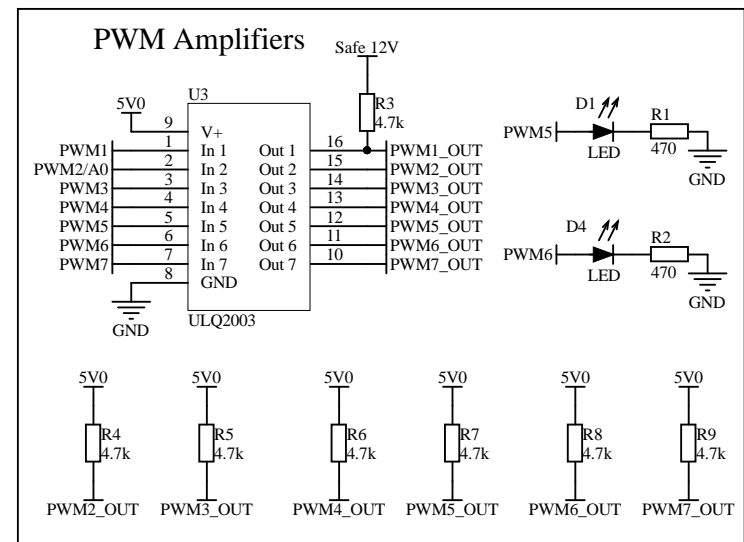 PWM Amplifiers
Safe 12V
R3
4.7k
5V0
U3
9 V+
PWM1 1 In 1 Out 1 16 PWM1_OUT
PWM2/A0 2 In 2 Out 2 15 PWM2_OUT
PWM3 3 In 3 Out 3 14 PWM3_OUT
PWM4 4 In 4 Out 4 13 PWM4_OUT
PWM5 5 In 5 Out 5 12 PWM5_OUT
PWM6 6 In 6 Out 6 11 PWM6_OUT
PWM7 7 In 7 Out 7 10 PWM7_OUT
8 GND
GND
ULQ2003
D1
R1
PWM5
LED
470
GND
D4
R2
PWM6
LED
470
GND
5V0 5V0 5V0 5V0 5V0 5V0
R4 R5 R6 R7 R8 R9
4.7k 4.7k 4.7k 4.7k 4.7k 4.7k
PWM2_OUT PWM3_OUT PWM4_OUT PWM5_OUT PWM6_OUT PWM7_OUT